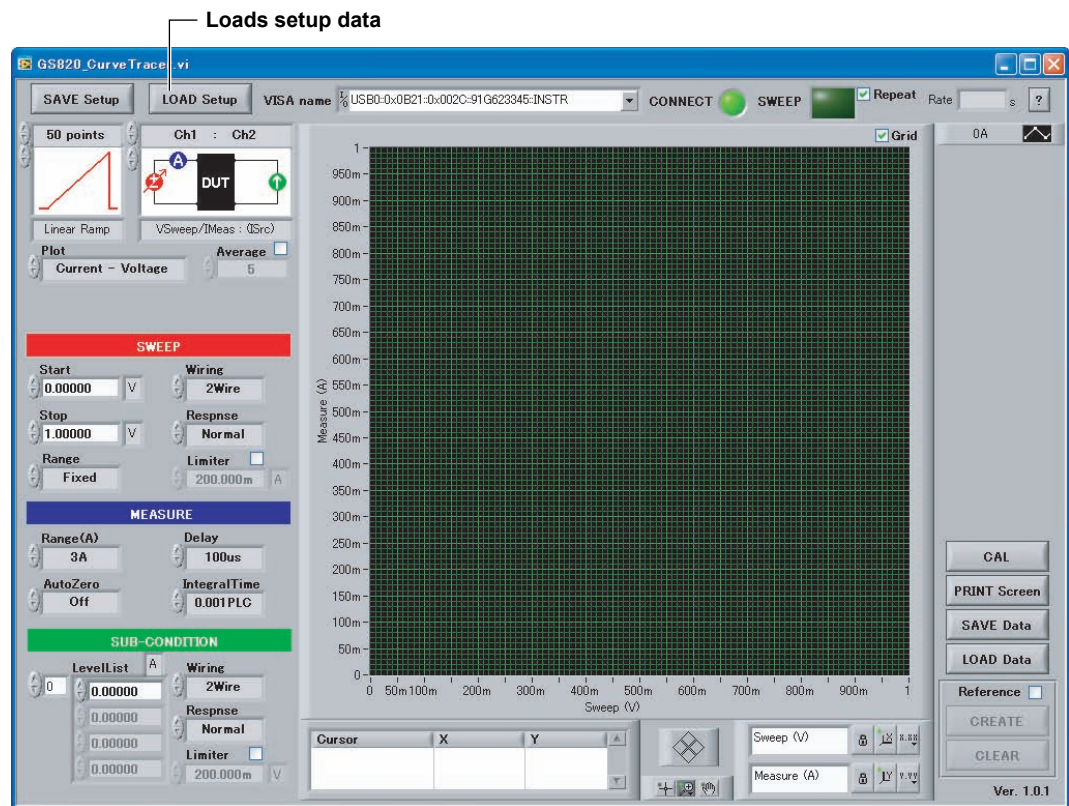 Loads setup data
GS820_CurveTracer.vi
SAVE Setup
LOAD Setup
VISA name
USB0::0x0B21::0x002C::91G623345::INSTR
CONNECT
SWEEP
Repeat
Rate
s
?
50 points
Ch1 : Ch2
A
DUT
Linear Ramp
VSweep/IMeas : (ISrc)
Plot
Current - Voltage
Average
5
SWEEP
Start
0.00000 V
Wiring
2Wire
Stop
1.00000 V
Respnse
Normal
Range
Fixed
Limiter
200.000m A
MEASURE
Range(A)
3A
Delay
100us
AutoZero
Off
IntegralTime
0.001PLC
SUB-CONDITION
LevelList A
0
0.00000
0.00000
0.00000
0.00000
Wiring
2Wire
Respnse
Normal
Limiter
200.000m V
Grid
1
950m
900m
850m
800m
750m
700m
650m
600m
550m
500m
450m
400m
350m
300m
250m
200m
150m
100m
50m
0
Measure (A)
0 50m 100m 200m 300m 400m 500m 600m 700m 800m 900m 1
Sweep (V)
Cursor X Y
Sweep (V)
X
X.XX
Measure (A)
Y
Y.YY
0A
CAL
PRINT Screen
SAVE Data
LOAD Data
Reference
CREATE
CLEAR
Ver. 1.0.1